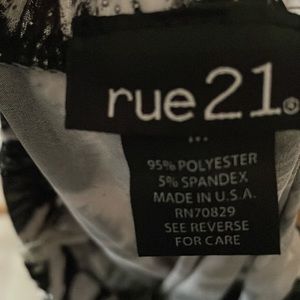 rue21®
95% POLYESTER
5% SPANDEX
MADE IN U.S.A.
RN70829
SEE REVERSE
FOR CARE